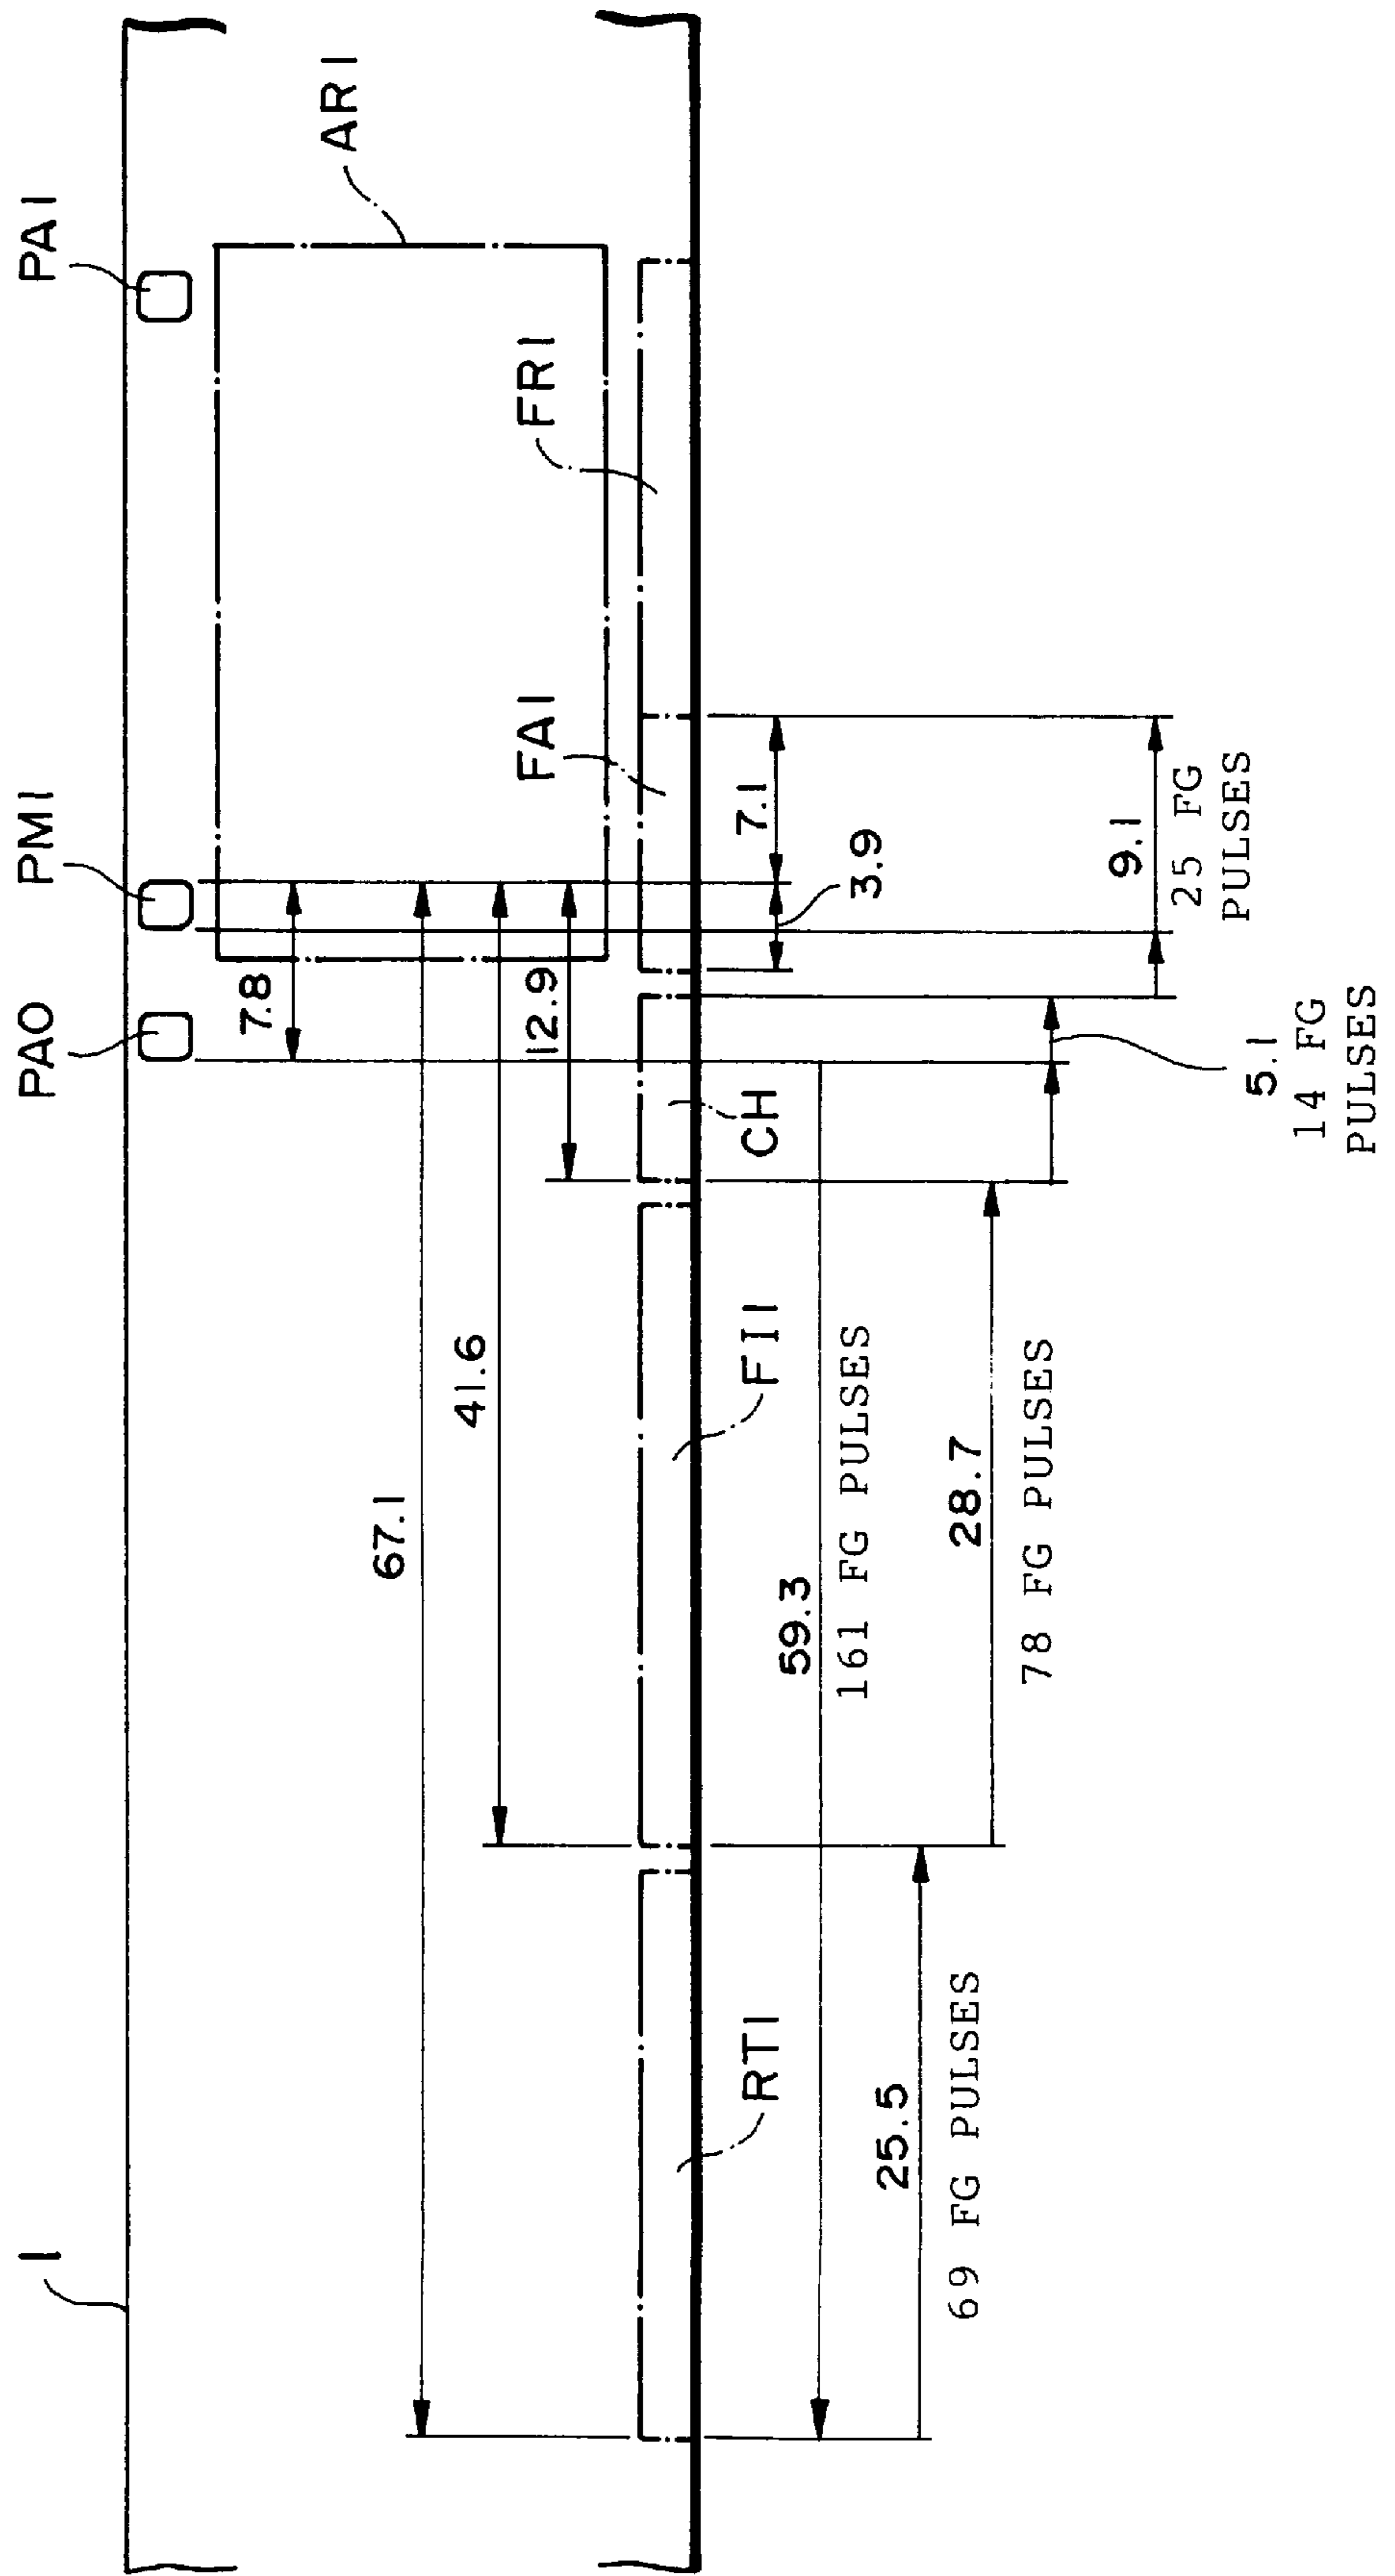 1
PA0
PM1
PA1
AR1
7.8
67.1
41.6
12.9
FR1
FA1
RT1
FI1
CH
7.1
3.9
59.3
161 FG PULSES
25.5
69 FG PULSES
28.7
78 FG PULSES
9.1
25 FG
PULSES
5.1
14 FG
PULSES